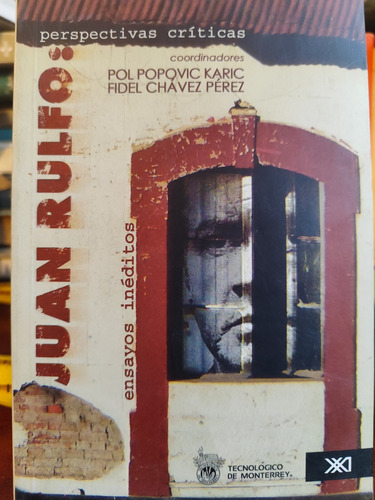 JUAN RULFO:
perspectivas críticas
coordinadores
POL POPOVIC KARIC
FIDEL CHÁVEZ PÉREZ
ensayos inéditos
TECNOLÓGICO
DE MONTERREY
XXI